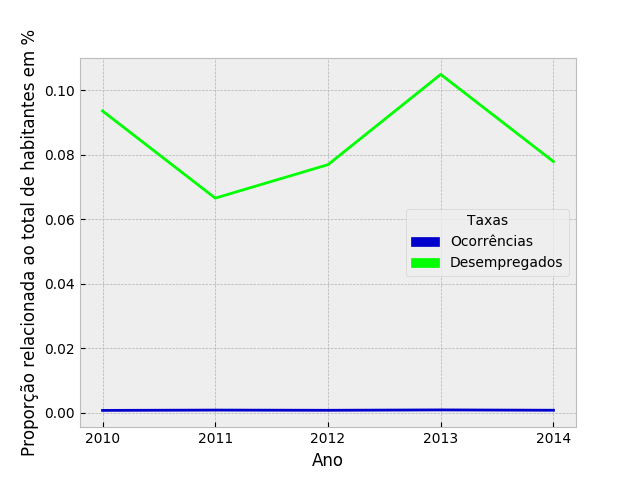 Proporção relacionada ao total de habitantes em %
0.10
0.08
0.06
0.04
0.02
0.00
Taxas
Ocorrências
Desempregados
2010 2011 2012 2013 2014
Ano